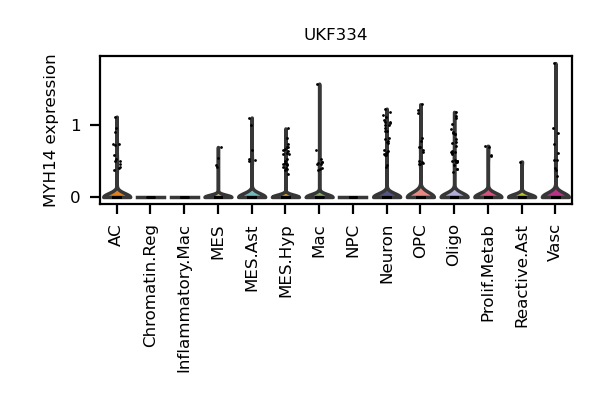 UKF334
MYH14 expression
1
0
AC
Chromatin.Reg
Inflammatory.Mac
MES
MES.Ast
MES.Hyp
Mac
NPC
Neuron
OPC
Oligo
Prolif.Metab
Reactive.Ast
Vasc